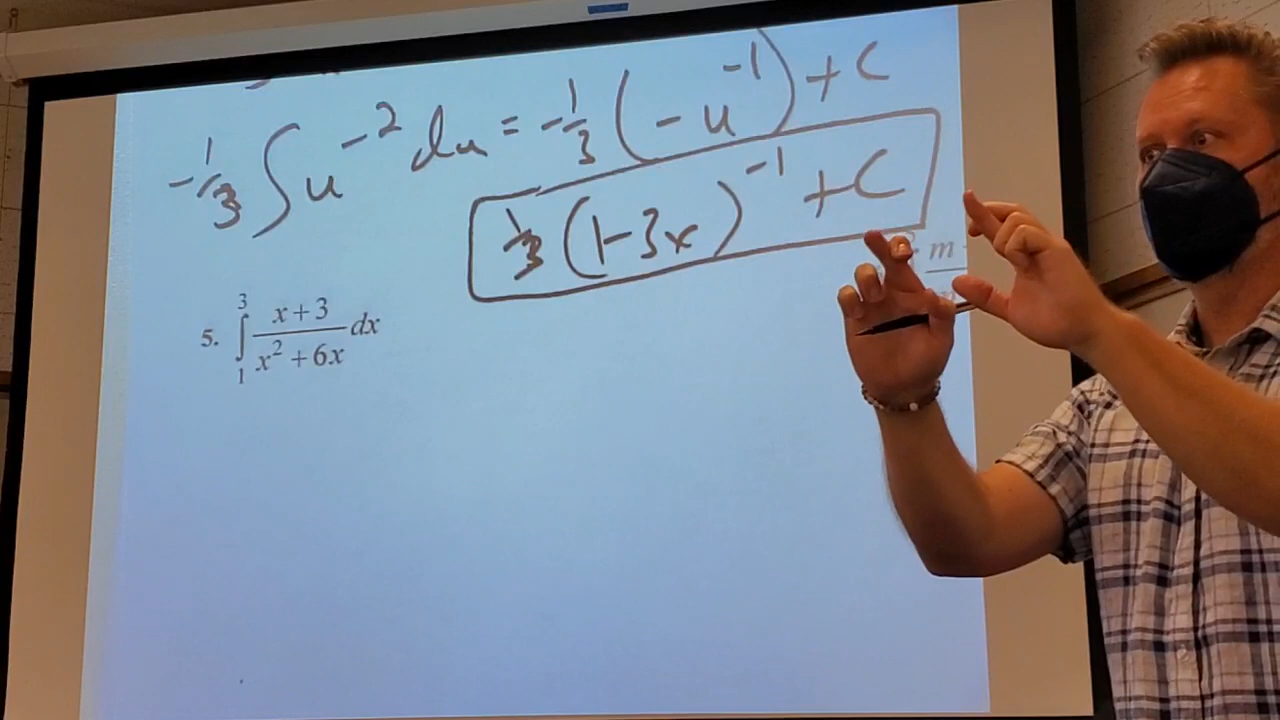 -1/3 ∫ u^-2 du = -1/3 (-u^-1) + C
1/3 (1-3x)^-1 + C
m
5. ∫_1^3 (x+3)/(x^2+6x) dx